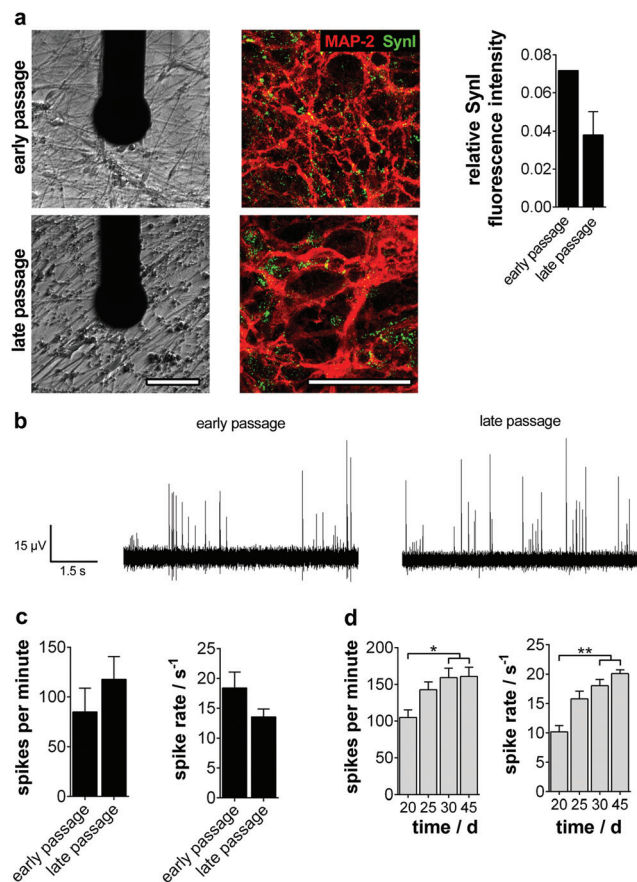 a
early passage
late passage
MAP-2 SynI
relative SynI
fluorescence intensity
0.08
0.06
0.04
0.02
0.00
early passage
late passage
b
early passage
late passage
15 µV
1.5 s
c
spikes per minute
150
100
50
0
early passage
late passage
spike rate / s⁻¹
25
20
15
10
5
0
early passage
late passage
d
spikes per minute
200
150
100
50
0
*
20 25 30 45
time / d
spike rate / s⁻¹
25
20
15
10
5
0
**
20 25 30 45
time / d